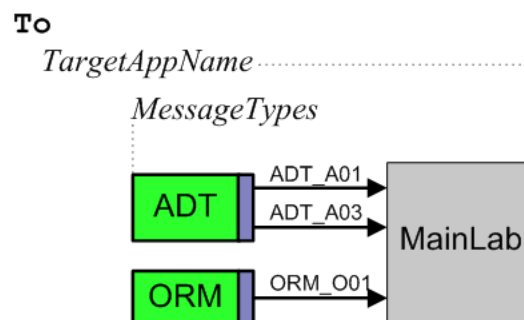 To
TargetAppName
MessageTypes
ADT_A01
ADT
ADT_A03
MainLab
ORM_O01
ORM